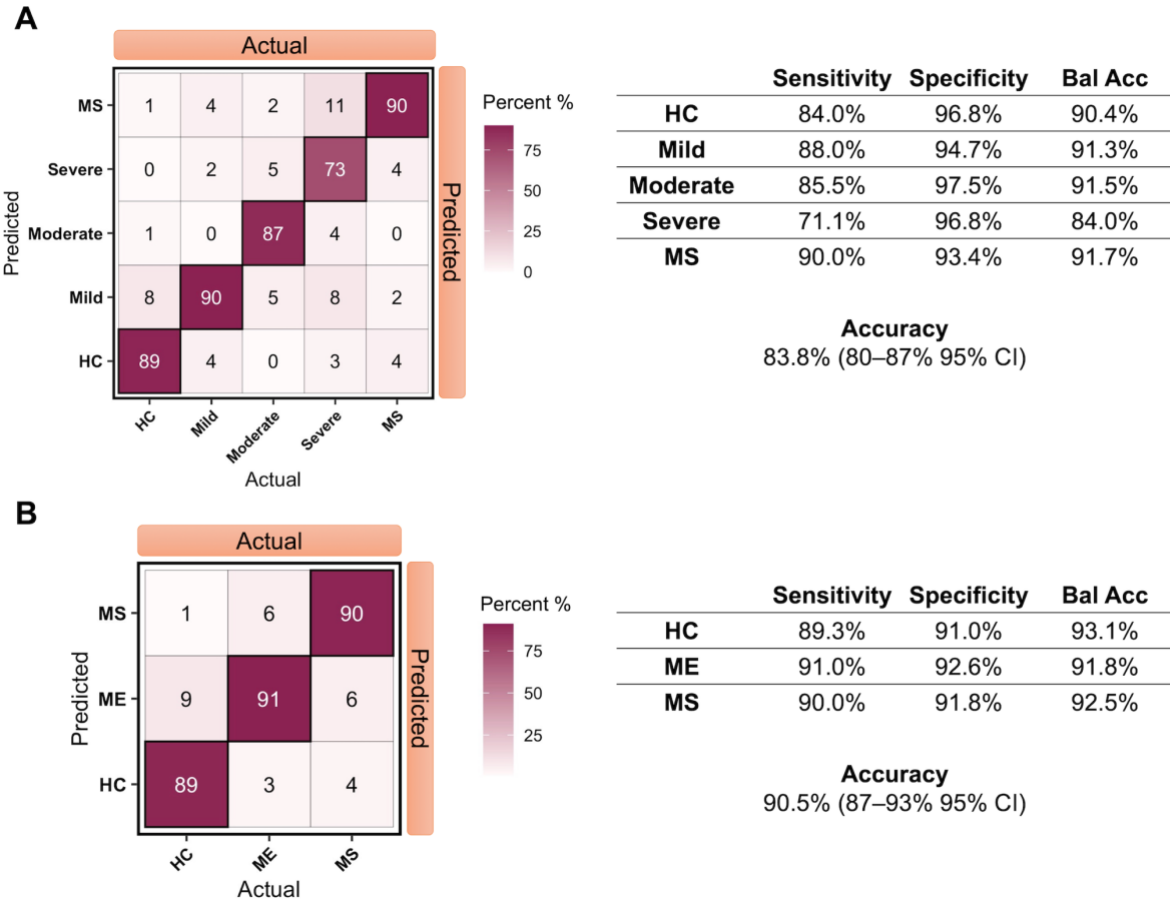 A
Actual
MS 1 4 2 11 90
Severe 0 2 5 73 4
Moderate 1 0 87 4 0
Mild 8 90 5 8 2
HC 89 4 0 3 4
HC Mild Moderate Severe MS
Actual
Predicted
Predicted
Percent %
75
50
25
0
Sensitivity Specificity Bal Acc
HC 84.0% 96.8% 90.4%
Mild 88.0% 94.7% 91.3%
Moderate 85.5% 97.5% 91.5%
Severe 71.1% 96.8% 84.0%
MS 90.0% 93.4% 91.7%
Accuracy
83.8% (80–87% 95% CI)
B
Actual
MS 1 6 90
ME 9 91 6
HC 89 3 4
HC ME MS
Actual
Predicted
Predicted
Percent %
75
50
25
Sensitivity Specificity Bal Acc
HC 89.3% 91.0% 93.1%
ME 91.0% 92.6% 91.8%
MS 90.0% 91.8% 92.5%
Accuracy
90.5% (87–93% 95% CI)